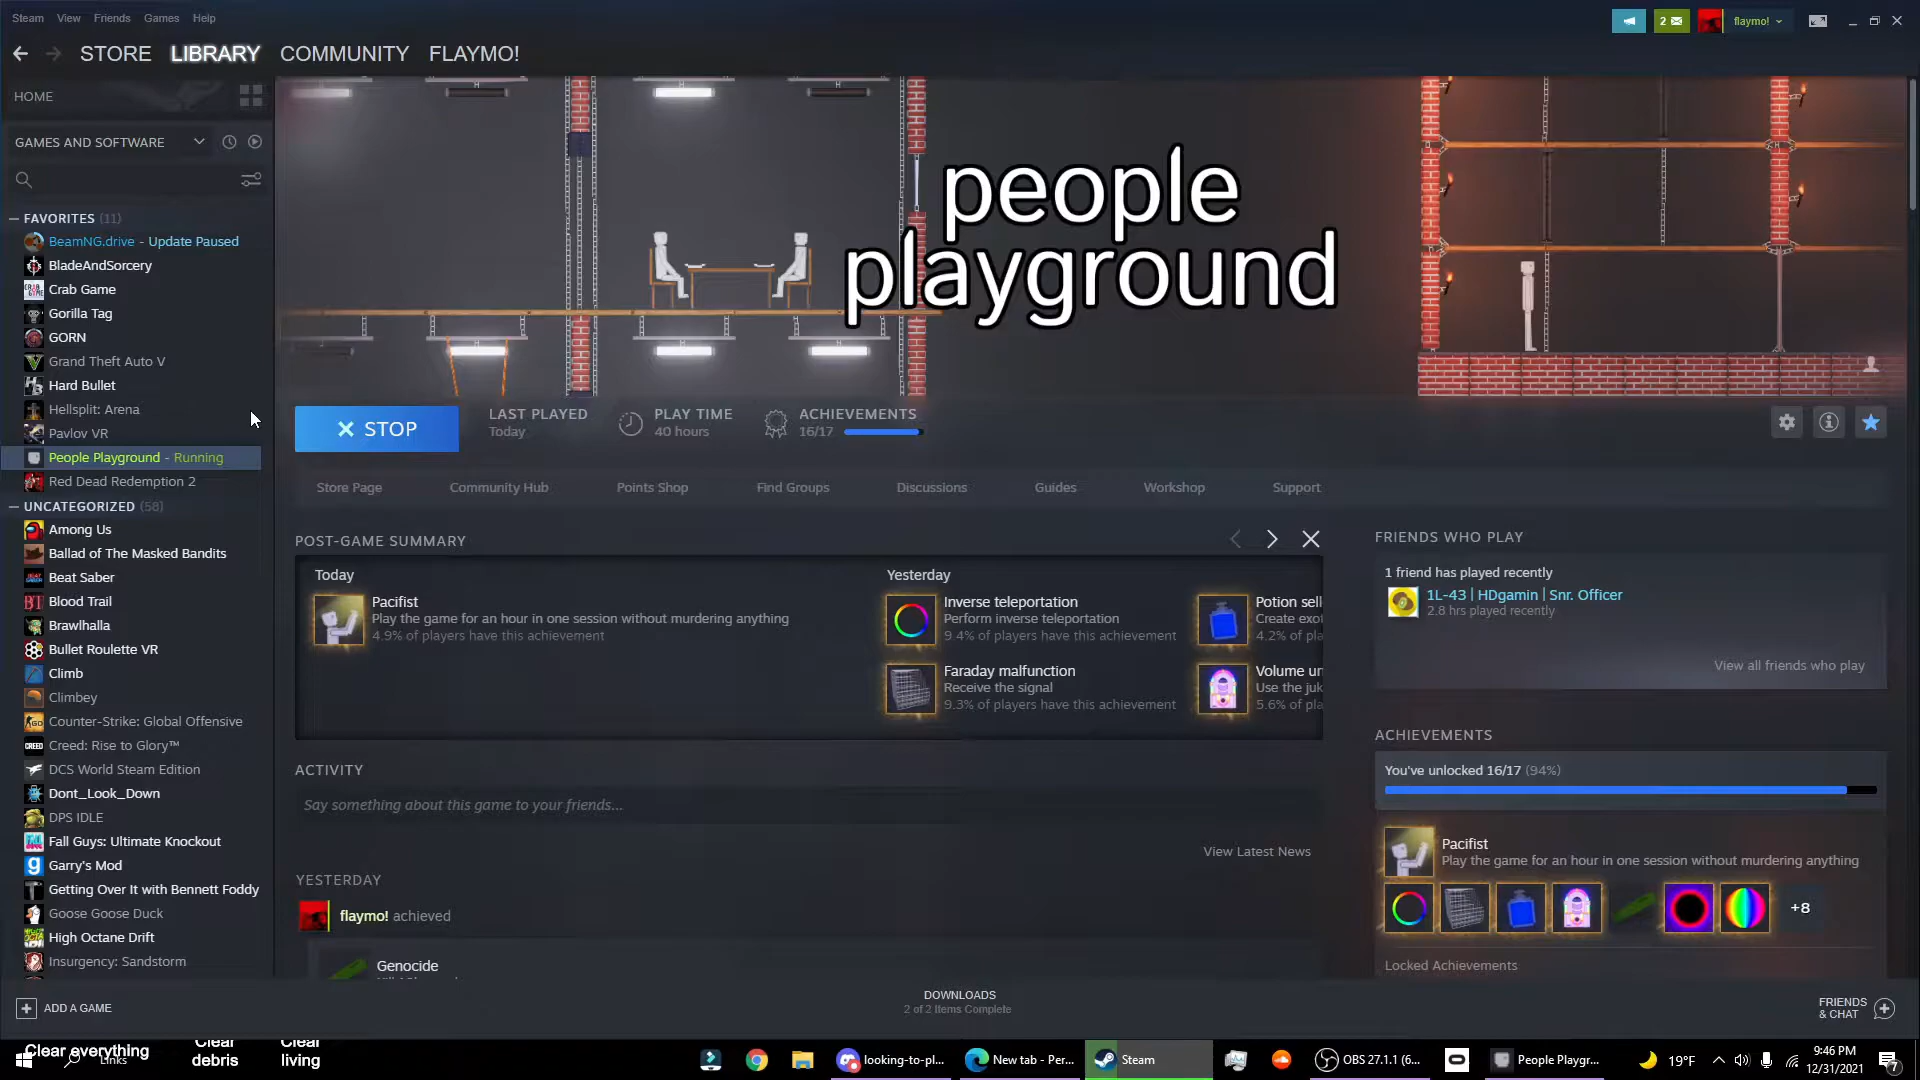 Steam View Friends Games Help
2
flaymo!
STORE LIBRARY COMMUNITY FLAYMO!
HOME
GAMES AND SOFTWARE
FAVORITES (11)
BeamNG.drive - Update Paused
BladeAndSorcery
Crab Game
Gorilla Tag
GORN
Grand Theft Auto V
Hard Bullet
Hellsplit: Arena
Pavlov VR
People Playground - Running
Red Dead Redemption 2
UNCATEGORIZED (58)
Among Us
Ballad of The Masked Bandits
Beat Saber
Blood Trail
Brawlhalla
Bullet Roulette VR
Climb
Climbey
Counter-Strike: Global Offensive
Creed: Rise to Glory™
DCS World Steam Edition
Dont_Look_Down
DPS IDLE
Fall Guys: Ultimate Knockout
Garry's Mod
Getting Over It with Bennett Foddy
Goose Goose Duck
High Octane Drift
Insurgency: Sandstorm
ADD A GAME
people
playground
STOP
LAST PLAYED
Today
PLAY TIME
40 hours
ACHIEVEMENTS
16/17
Store Page Community Hub Points Shop Find Groups Discussions Guides Workshop Support
POST-GAME SUMMARY
Today
Pacifist
Play the game for an hour in one session without murdering anything
4.9% of players have this achievement
Yesterday
Inverse teleportation
Perform inverse teleportation
9.4% of players have this achievement
Faraday malfunction
Receive the signal
9.3% of players have this achievement
Potion sell
Create exot
4.2% of pla
Volume un
Use the juk
5.6% of pla
ACTIVITY
Say something about this game to your friends...
View Latest News
YESTERDAY
flaymo! achieved
Genocide
FRIENDS WHO PLAY
1 friend has played recently
1L-43 | HDgamin | Snr. Officer
2.8 hrs played recently
View all friends who play
ACHIEVEMENTS
You've unlocked 16/17 (94%)
Pacifist
Play the game for an hour in one session without murdering anything
+8
Locked Achievements
DOWNLOADS
2 of 2 Items Complete
FRIENDS
& CHAT
Clear everything
Clear
debris
Clear
living
Links
looking-to-pl...
New tab - Per...
Steam
OBS 27.1.1 (6...
People Playgr...
19°F
9:46 PM
12/31/2021
7